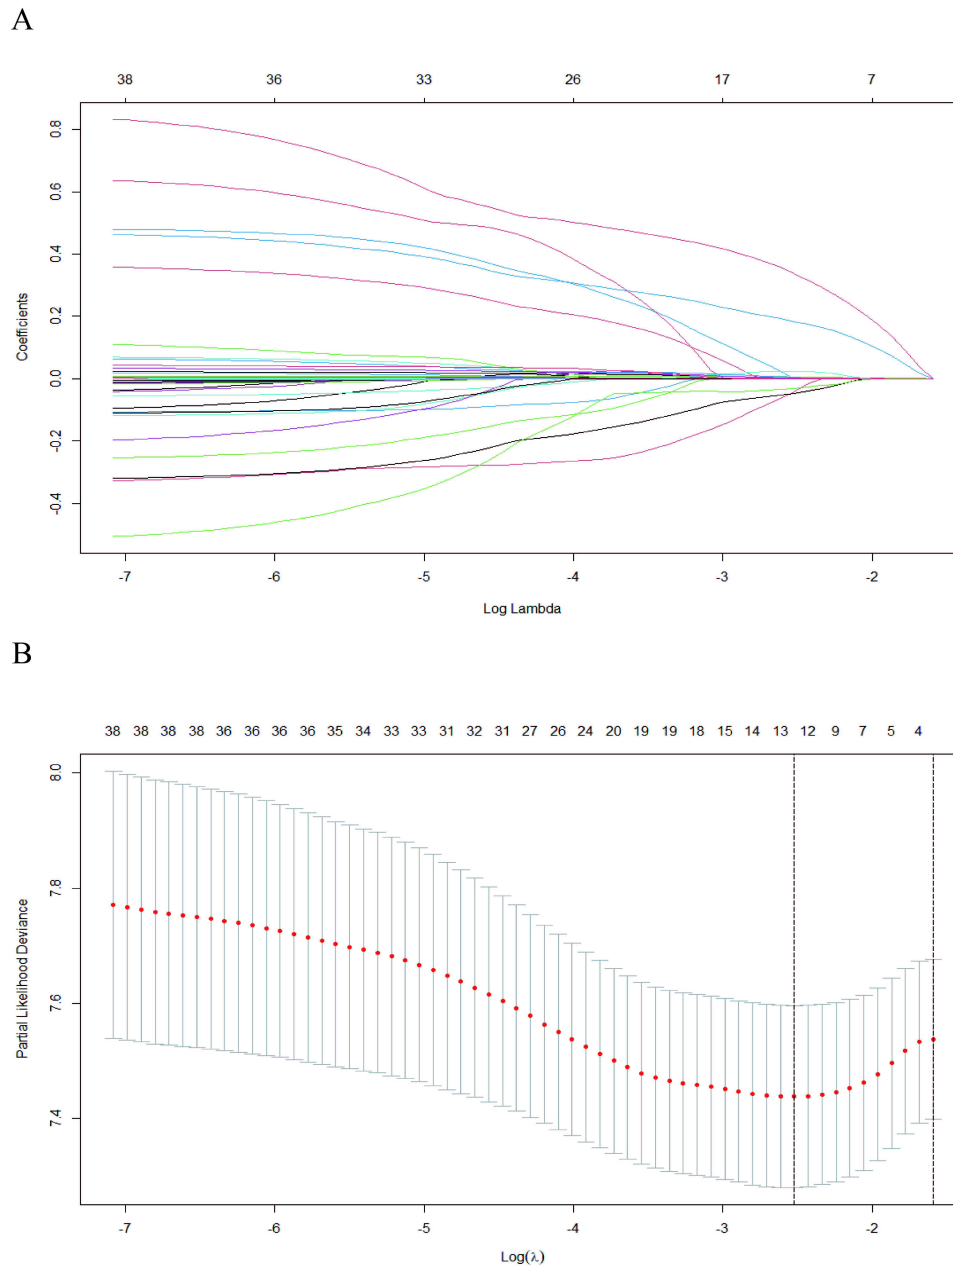 A
38 36 33 26 17 7
0.8
0.6
0.4
0.2
0.0
-0.2
-0.4
Coefficients
-7 -6 -5 -4 -3 -2
Log Lambda
B
38 38 38 38 36 36 36 35 34 33 33 31 32 31 27 26 24 20 19 19 18 15 14 13 12 9 7 5 4
8.0
7.8
7.6
7.4
Partial Likelihood Deviance
-7 -6 -5 -4 -3 -2
Log(λ)